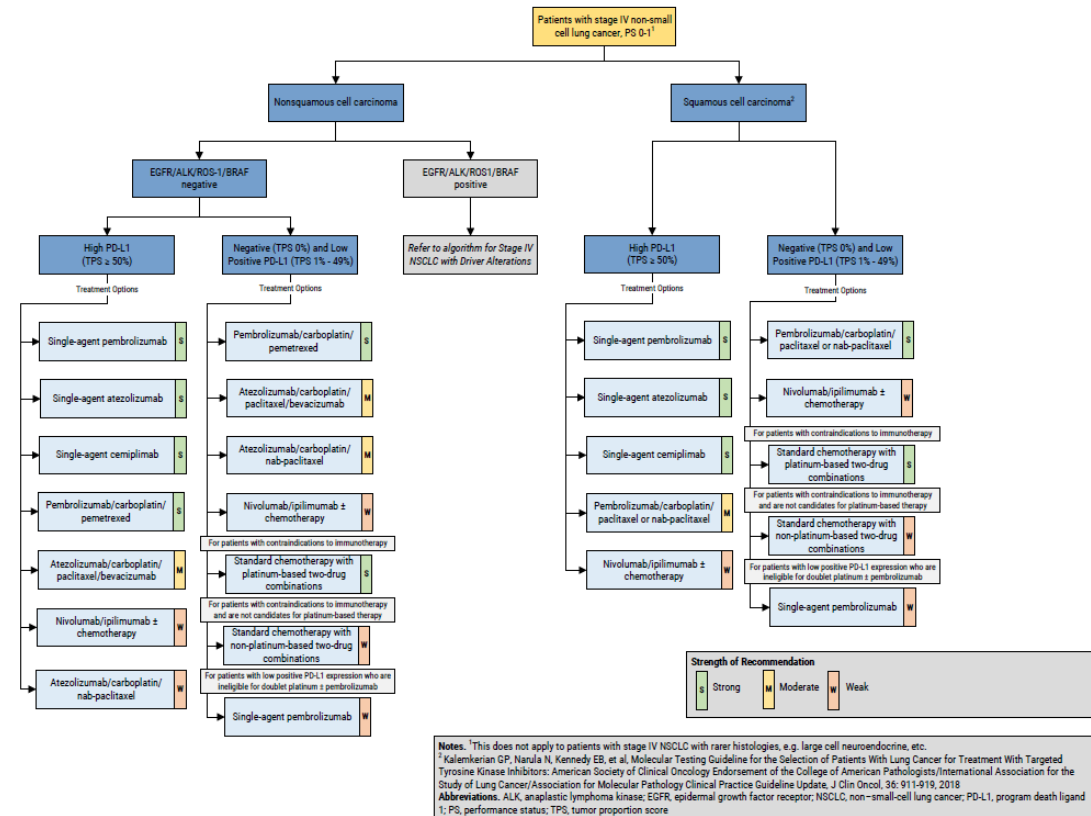 Patients with stage IV non-small
cell lung cancer, PS 0-1¹
Nonsquamous cell carcinoma
Squamous cell carcinoma²
EGFR/ALK/ROS-1/BRAF
negative
EGFR/ALK/ROS1/BRAF
positive
High PD-L1
(TPS ≥ 50%)
Negative (TPS 0%) and Low
Positive PD-L1 (TPS 1% - 49%)
Refer to algorithm for Stage IV
NSCLC with Driver Alterations
High PD-L1
(TPS ≥ 50%)
Negative (TPS 0%) and Low
Positive PD-L1 (TPS 1% - 49%)
Treatment Options
Single-agent pembrolizumab
S
Single-agent atezolizumab
S
Single-agent cemiplimab
S
Pembrolizumab/carboplatin/
pemetrexed
S
Atezolizumab/carboplatin/
paclitaxel/bevacizumab
M
Nivolumab/ipilimumab ±
chemotherapy
W
Atezolizumab/carboplatin/
nab-paclitaxel
W
Treatment Options
Pembrolizumab/carboplatin/
pemetrexed
S
Atezolizumab/carboplatin/
paclitaxel/bevacizumab
M
Atezolizumab/carboplatin/
nab-paclitaxel
M
Nivolumab/ipilimumab ±
chemotherapy
W
For patients with contraindications to immunotherapy
Standard chemotherapy with
platinum-based two-drug
combinations
S
For patients with contraindications to immunotherapy
and are not candidates for platinum-based therapy
Standard chemotherapy with
non-platinum-based two-drug
combinations
W
For patients with low positive PD-L1 expression who are
ineligible for doublet platinum ± pembrolizumab
Single-agent pembrolizumab
W
Treatment Options
Single-agent pembrolizumab
S
Single-agent atezolizumab
S
Single-agent cemiplimab
S
Pembrolizumab/carboplatin/
paclitaxel or nab-paclitaxel
M
Nivolumab/ipilimumab ±
chemotherapy
W
Treatment Options
Pembrolizumab/carboplatin/
paclitaxel or nab-paclitaxel
S
Nivolumab/ipilimumab ±
chemotherapy
W
For patients with contraindications to immunotherapy
Standard chemotherapy with
platinum-based two-drug
combinations
S
For patients with contraindications to immunotherapy
and are not candidates for platinum-based therapy
Standard chemotherapy with
non-platinum-based two-drug
combinations
W
For patients with low positive PD-L1 expression who are
ineligible for doublet platinum ± pembrolizumab
Single-agent pembrolizumab
W
Strength of Recommendation
S Strong M Moderate W Weak
Notes. ¹This does not apply to patients with stage IV NSCLC with rarer histologies, e.g. large cell neuroendocrine, etc.
² Kalemkerian GP, Narula N, Kennedy EB, et al, Molecular Testing Guideline for the Selection of Patients With Lung Cancer for Treatment With Targeted
Tyrosine Kinase Inhibitors: American Society of Clinical Oncology Endorsement of the College of American Pathologists/International Association for the
Study of Lung Cancer/Association for Molecular Pathology Clinical Practice Guideline Update, J Clin Oncol, 36: 911-919, 2018
Abbreviations. ALK, anaplastic lymphoma kinase; EGFR, epidermal growth factor receptor; NSCLC, non–small-cell lung cancer; PD-L1, program death ligand
1; PS, performance status; TPS, tumor proportion score